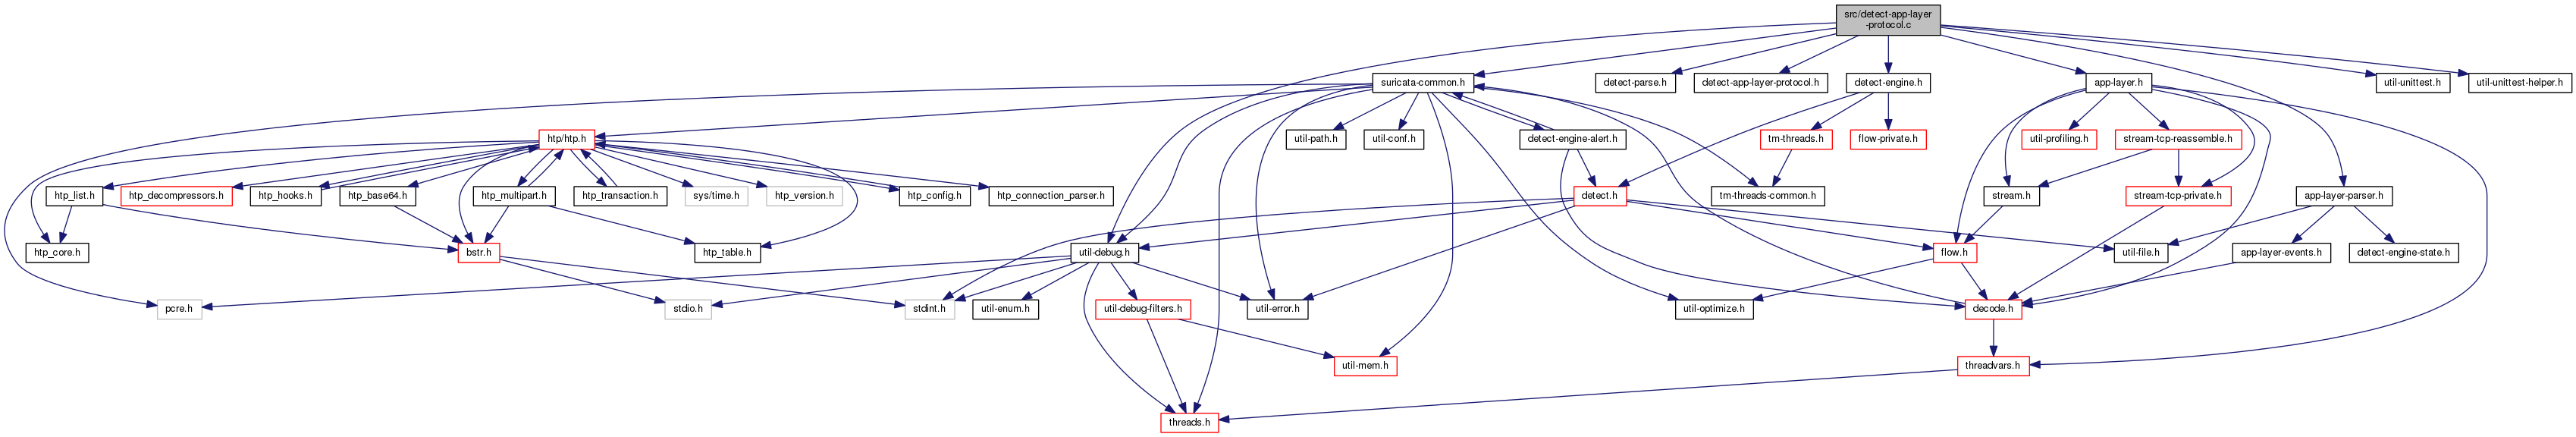 src/detect-app-layer
-protocol.c
suricata-common.h
detect-parse.h
detect-app-layer-protocol.h
detect-engine.h
app-layer.h
util-unittest.h
util-unittest-helper.h
htp/htp.h
util-path.h
util-conf.h
detect-engine-alert.h
tm-threads.h
flow-private.h
util-profiling.h
stream-tcp-reassemble.h
htp_list.h
htp_decompressors.h
htp_hooks.h
htp_base64.h
htp_multipart.h
htp_transaction.h
sys/time.h
htp_version.h
htp_config.h
htp_connection_parser.h
detect.h
tm-threads-common.h
stream.h
stream-tcp-private.h
app-layer-parser.h
htp_core.h
bstr.h
htp_table.h
util-debug.h
flow.h
util-file.h
app-layer-events.h
detect-engine-state.h
pcre.h
stdio.h
stdint.h
util-enum.h
util-debug-filters.h
util-error.h
util-optimize.h
decode.h
util-mem.h
threadvars.h
threads.h